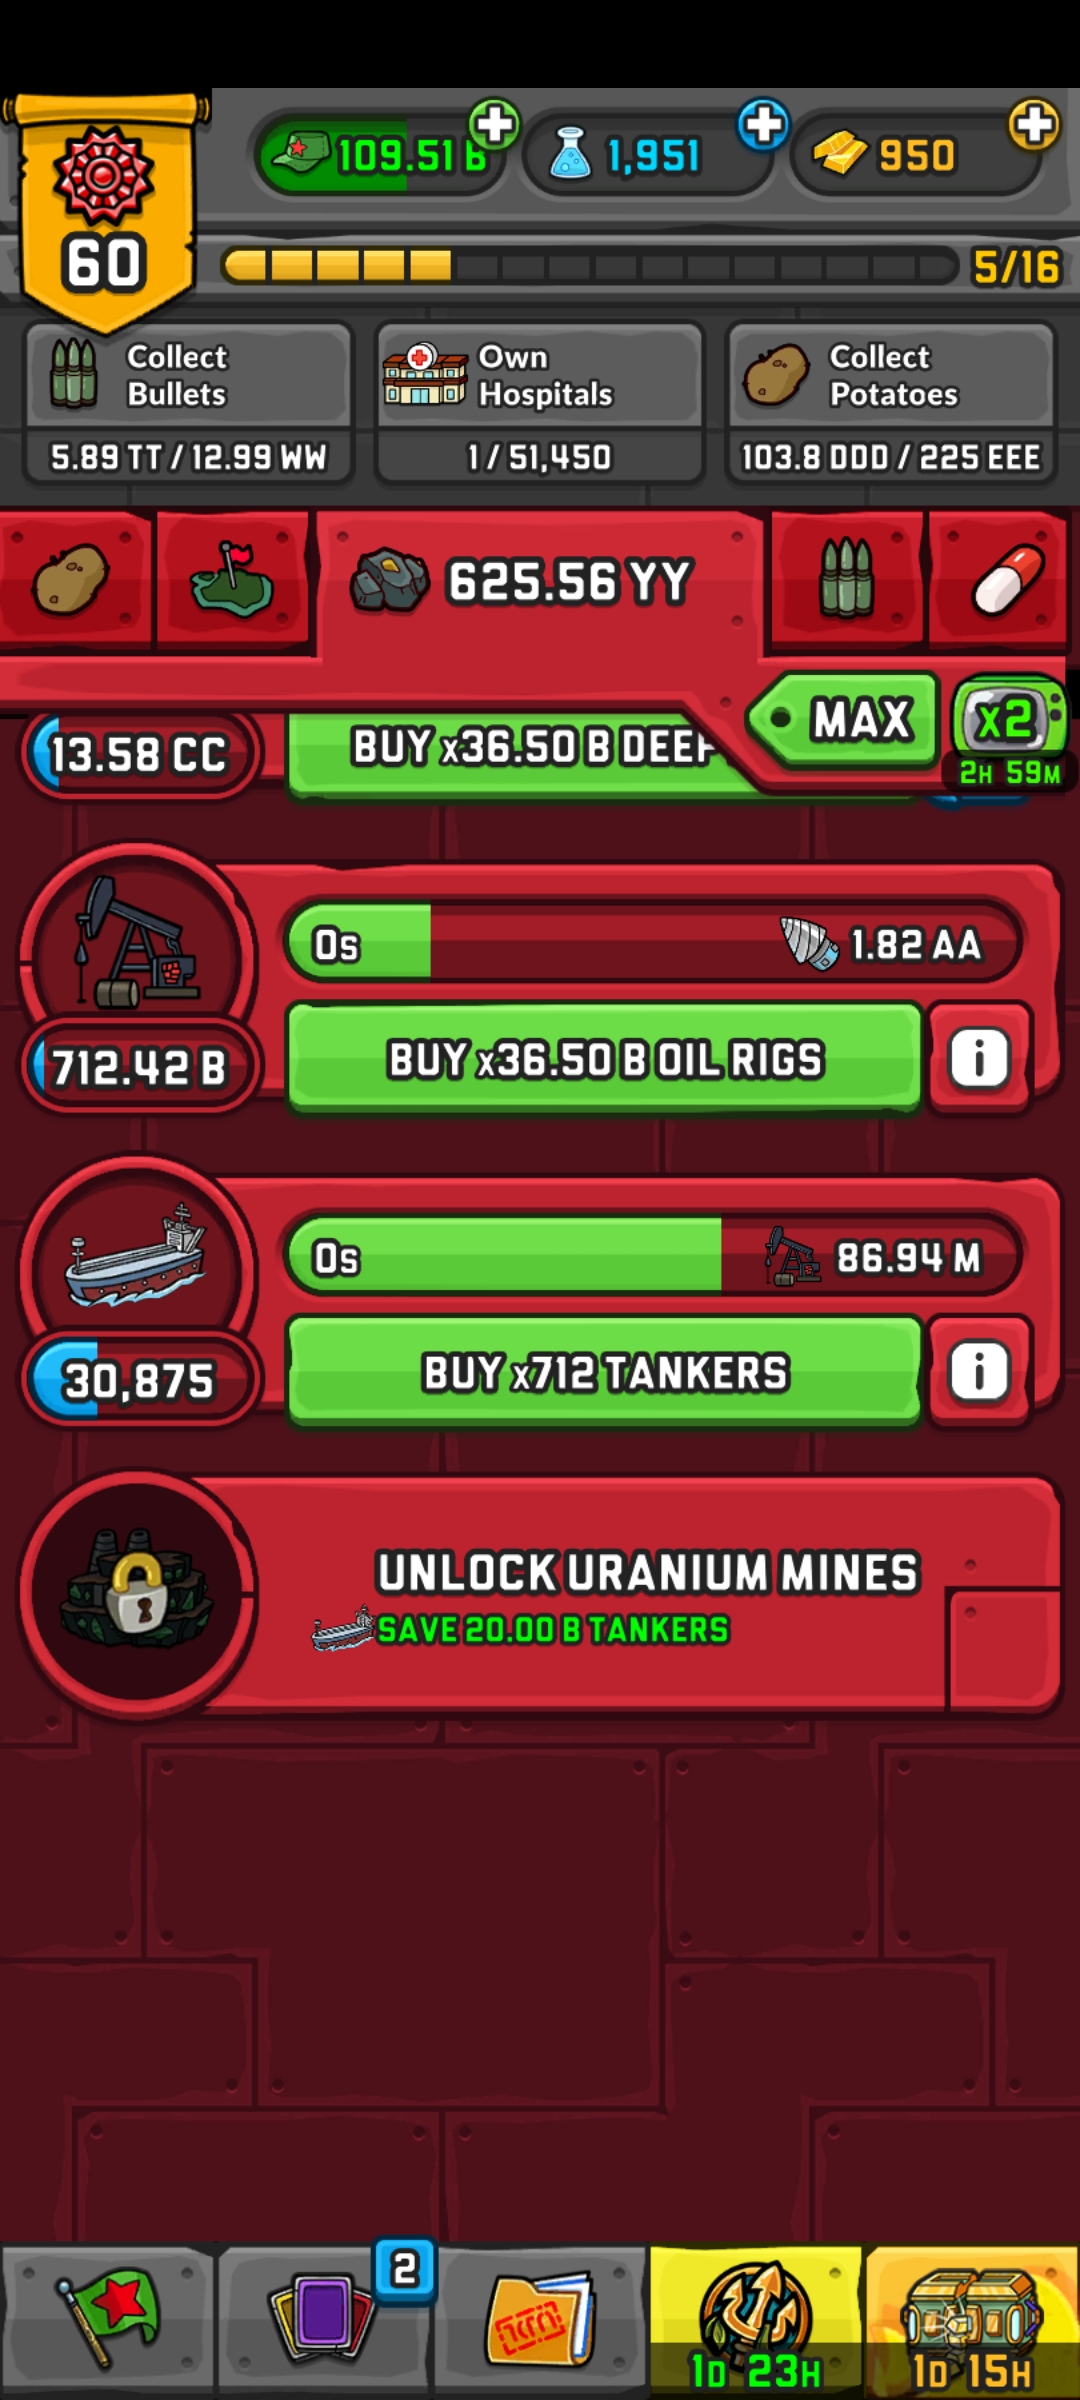 109.51 B
1,951
950
60
5/16
Collect
Bullets
5.89 TT / 12.99 WW
Own
Hospitals
1 / 51,450
Collect
Potatoes
103.8 DDD / 225 EEE
625.56 YY
MAX
x2
2H 59M
13.58 CC
BUY x36.50 B DEEP
0s
1.82 AA
712.42 B
BUY x36.50 B OIL RIGS
i
0s
86.94 M
30,875
BUY x712 TANKERS
i
UNLOCK URANIUM MINES
SAVE 20.00 B TANKERS
2
1D 23H
1D 15H